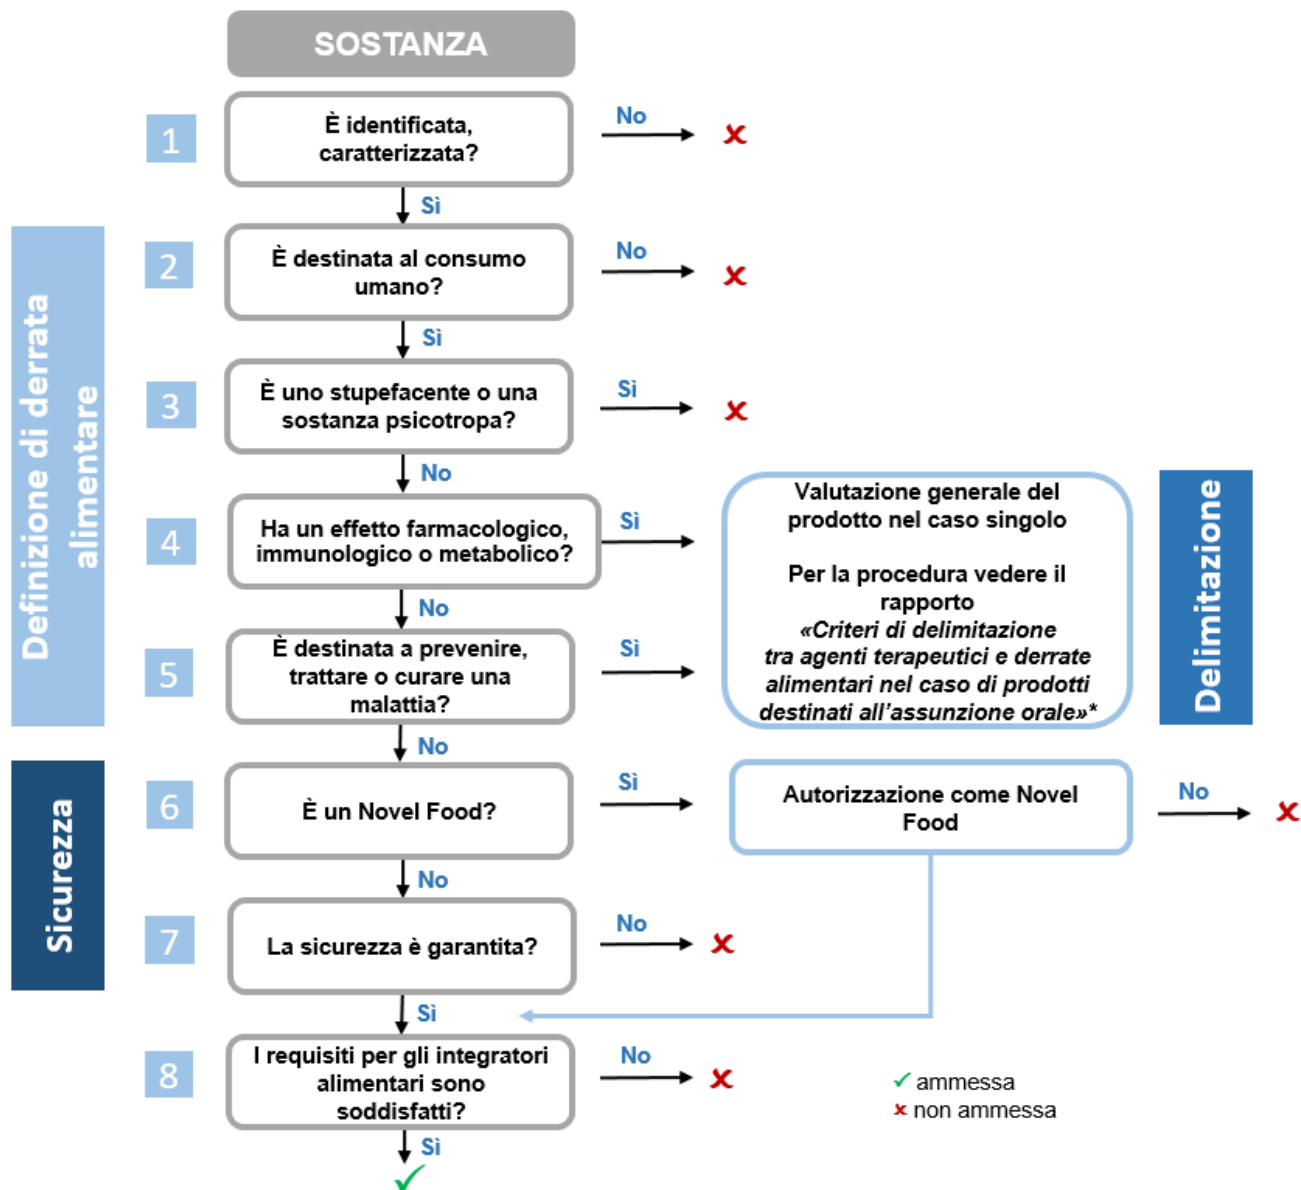 SOSTANZA
1
È identificata,
caratterizzata?
No
Sì
Definizione di derrata
alimentare
2
È destinata al consumo
umano?
No
Sì
3
È uno stupefacente o una
sostanza psicotropa?
Sì
No
4
Ha un effetto farmacologico,
immunologico o metabolico?
Sì
No
Valutazione generale del
prodotto nel caso singolo
Per la procedura vedere il
rapporto
«Criteri di delimitazione
tra agenti terapeutici e derrate
alimentari nel caso di prodotti
destinati all’assunzione orale»*
Delimitazione
5
È destinata a prevenire,
trattare o curare una
malattia?
Sì
No
Sicurezza
6
È un Novel Food?
Sì
Autorizzazione come Novel
Food
No
No
7
La sicurezza è garantita?
No
Sì
8
I requisiti per gli integratori
alimentari sono
soddisfatti?
No
Sì
✓ ammessa
✗ non ammessa